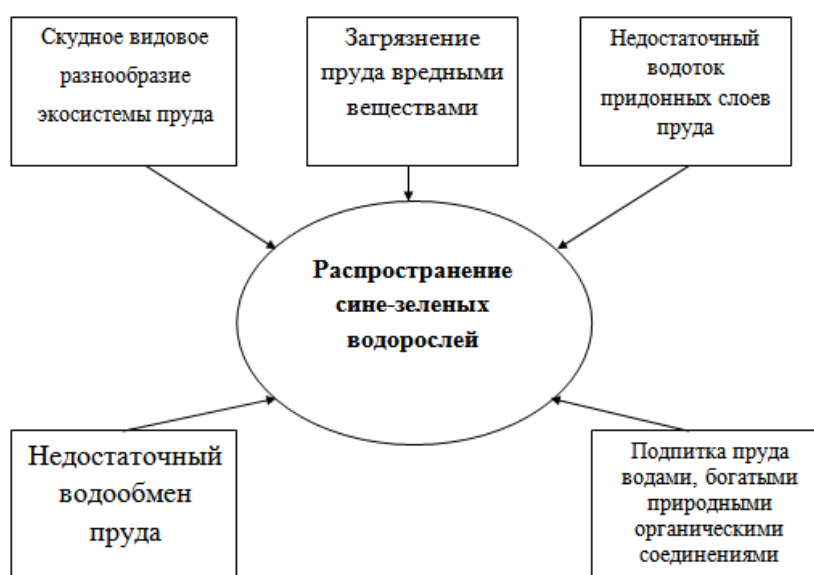 Скудное видовое
разнообразие
экосистемы пруда
Загрязнение
пруда вредными
веществами
Недостаточный
водоток
придонных слоев
пруда
Распространение
сине-зеленых
водорослей
Недостаточный
водообмен
пруда
Подпитка пруда
водами, богатыми
природными
органическими
соединениями